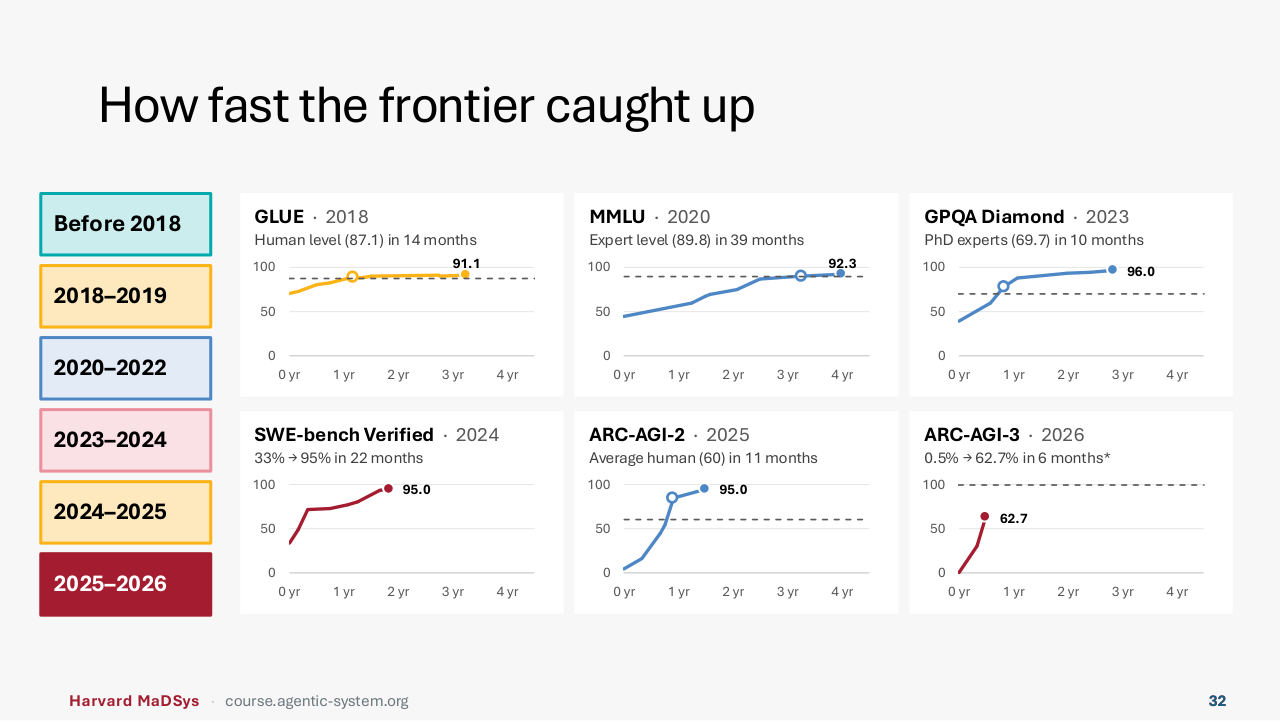 How fast the frontier caught up
Before 2018
2018–2019
2020–2022
2023–2024
2024–2025
2025–2026
GLUE · 2018
Human level (87.1) in 14 months
91.1
100
50
0
0 yr 1 yr 2 yr 3 yr 4 yr
MMLU · 2020
Expert level (89.8) in 39 months
92.3
100
50
0
0 yr 1 yr 2 yr 3 yr 4 yr
GPQA Diamond · 2023
PhD experts (69.7) in 10 months
100
96.0
50
0
0 yr 1 yr 2 yr 3 yr 4 yr
SWE-bench Verified · 2024
33% → 95% in 22 months
100
95.0
50
0
0 yr 1 yr 2 yr 3 yr 4 yr
ARC-AGI-2 · 2025
Average human (60) in 11 months
100
95.0
50
0
0 yr 1 yr 2 yr 3 yr 4 yr
ARC-AGI-3 · 2026
0.5% → 62.7% in 6 months*
100
62.7
50
0
0 yr 1 yr 2 yr 3 yr 4 yr
Harvard MaDSys · course.agentic-system.org
32